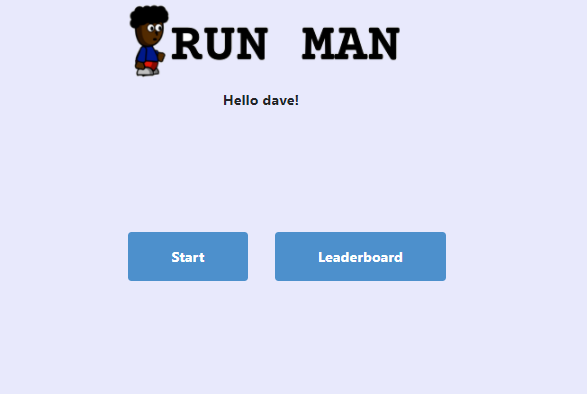 RUN MAN
Hello dave!
Start
Leaderboard